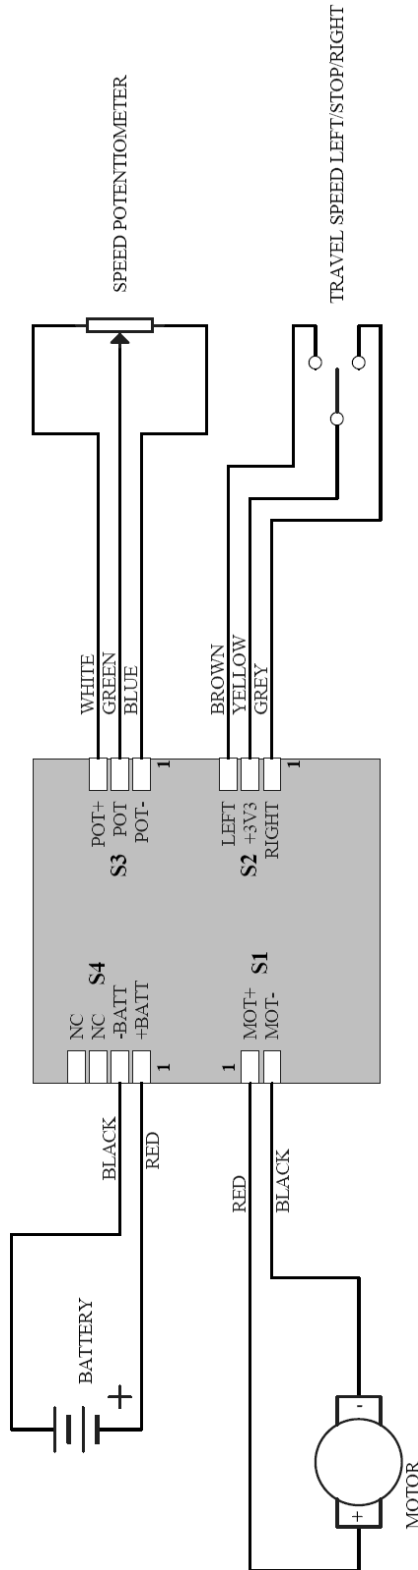 SPEED POTENTIOMETER
TRAVEL SPEED LEFT/STOP/RIGHT
WHITE
GREEN
BLUE
BROWN
YELLOW
GREY
1
1
POT+
POT
POT-
S3
LEFT
+3V3
RIGHT
S2
S4
NC
NC
-BATT
+BATT
1
S1
MOT+
MOT-
1
BLACK
RED
RED
BLACK
BATTERY
+
-
+
MOTOR